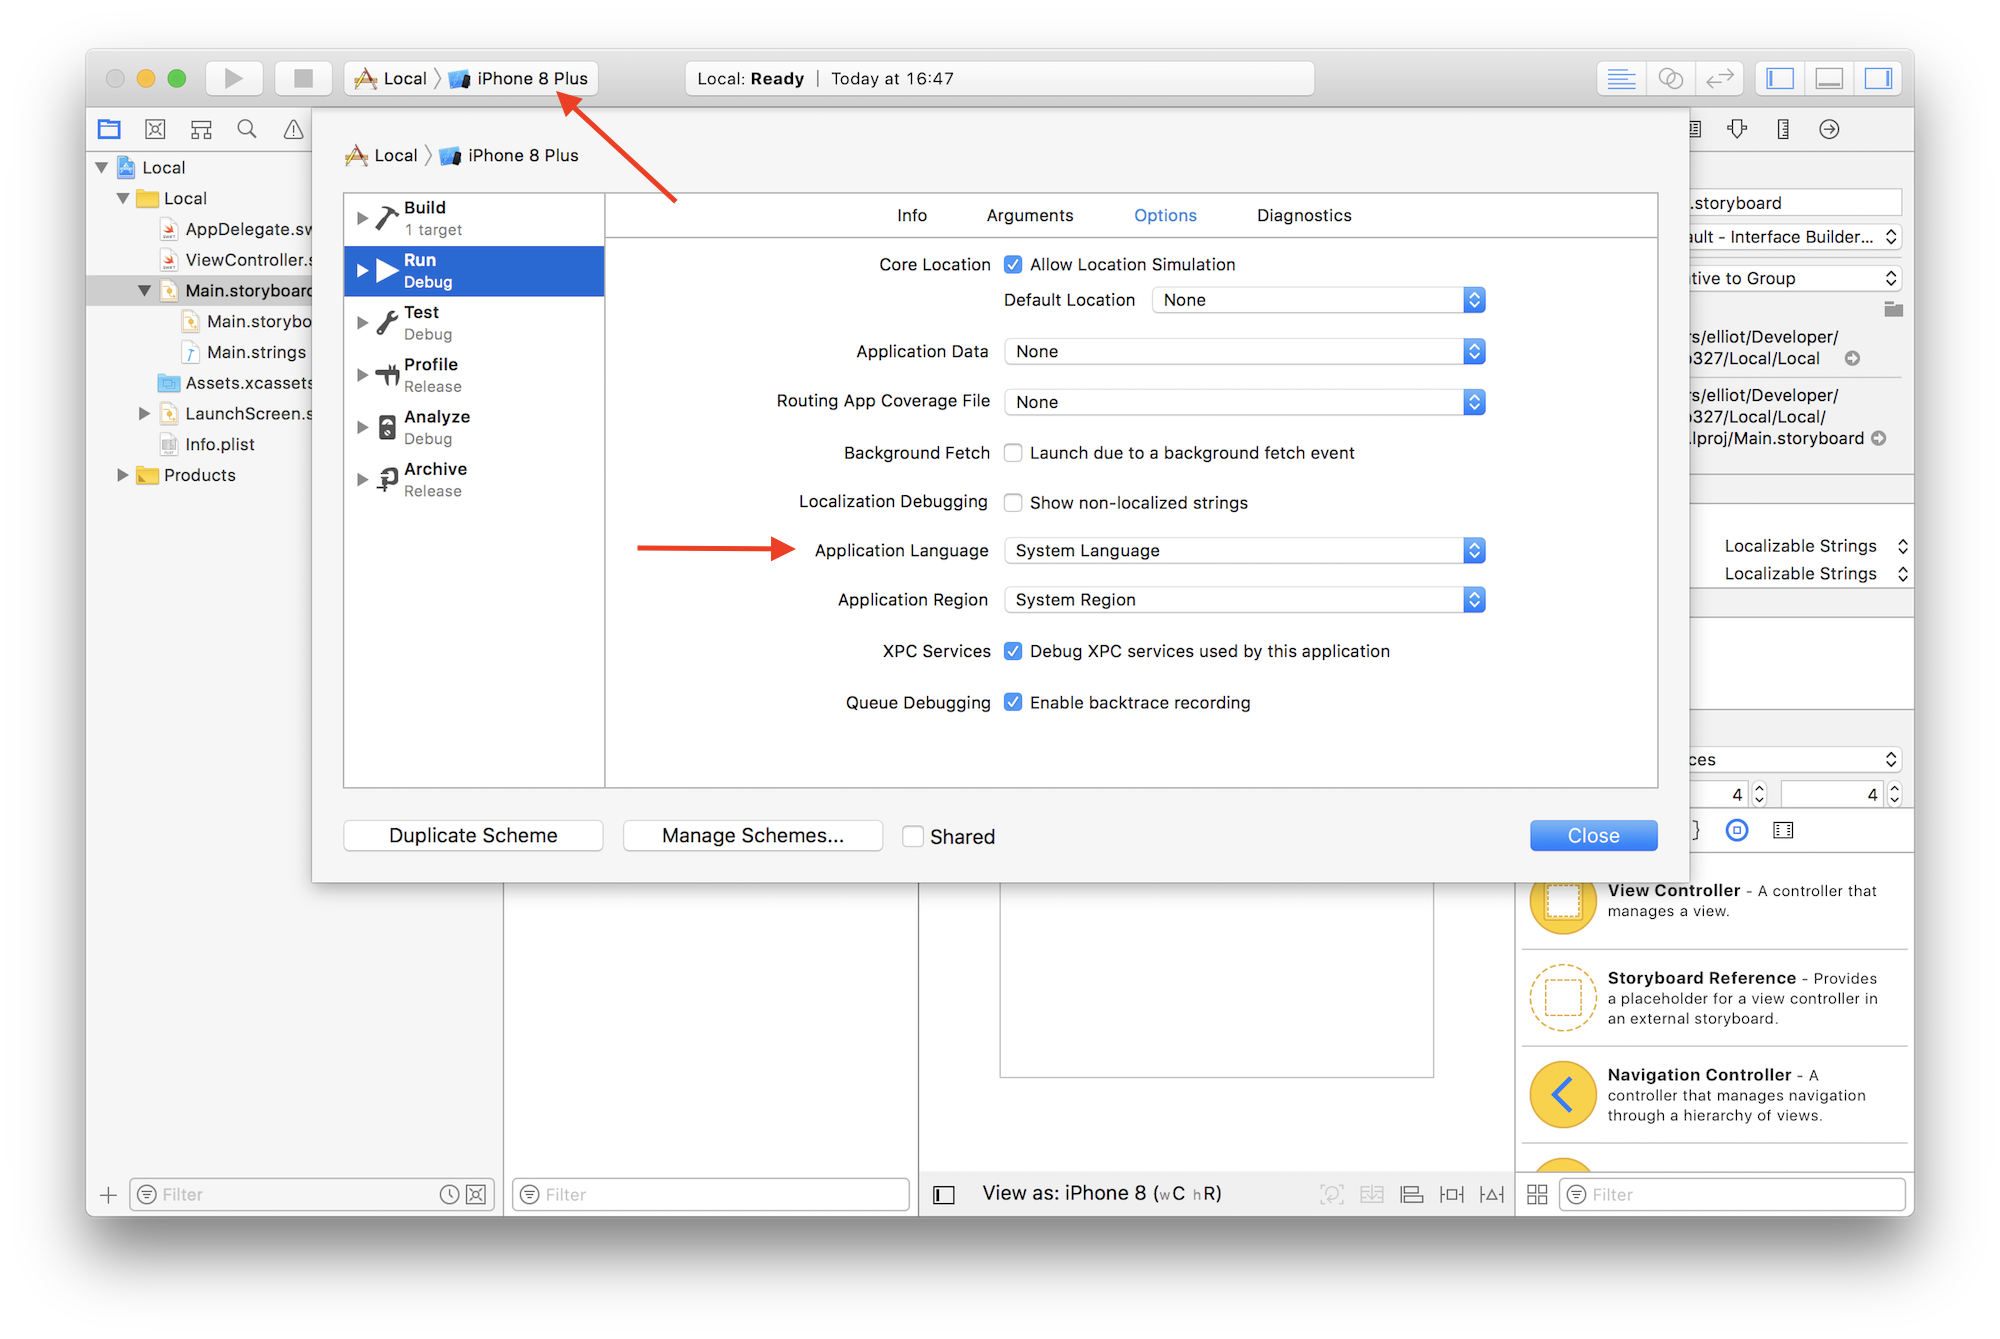 Local 〉 iPhone 8 Plus
Local: Ready | Today at 16:47
Local 〉 iPhone 8 Plus
Local
Local
AppDelegate.sw
ViewController.s
Main.storyboard
Main.storybo
Main.strings
Assets.xcassets
LaunchScreen.s
Info.plist
Products
Build
1 target
Run
Debug
Test
Debug
Profile
Release
Analyze
Debug
Archive
Release
Info Arguments Options Diagnostics
Core Location Allow Location Simulation
Default Location None
Application Data None
Routing App Coverage File None
Background Fetch Launch due to a background fetch event
Localization Debugging Show non-localized strings
Application Language System Language
Application Region System Region
XPC Services Debug XPC services used by this application
Queue Debugging Enable backtrace recording
Duplicate Scheme Manage Schemes... Shared Close
.storyboard
ault - Interface Builder...
tive to Group
rs/elliot/Developer/
327/Local/Local
s/elliot/Developer/
327/Local/Local/
.lproj/Main.storyboard
Localizable Strings
Localizable Strings
ces
4 4
View Controller - A controller that
manages a view.
Storyboard Reference - Provides
a placeholder for a view controller in
an external storyboard.
Navigation Controller - A
controller that manages navigation
through a hierarchy of views.
Filter
Filter
View as: iPhone 8 (wC hR)
Filter